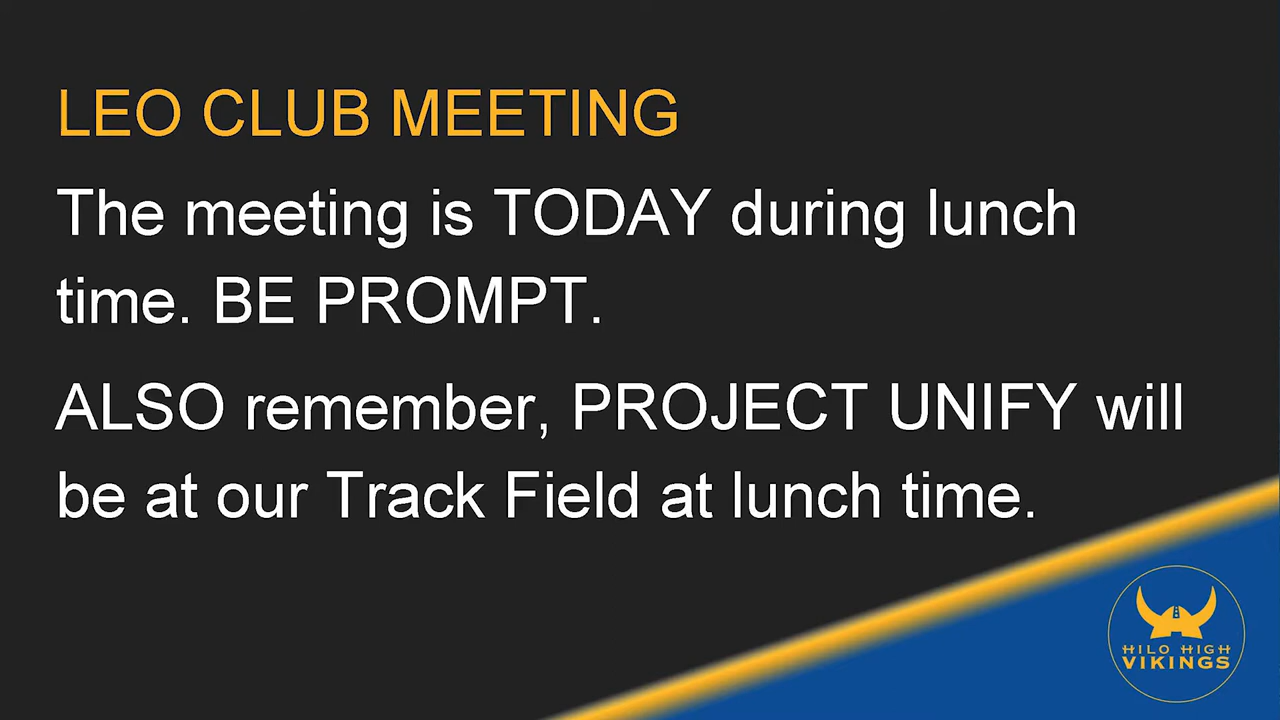 LEO CLUB MEETING
The meeting is TODAY during lunch
time. BE PROMPT.
ALSO remember, PROJECT UNIFY will
be at our Track Field at lunch time.
HILO HIGH
VIKINGS